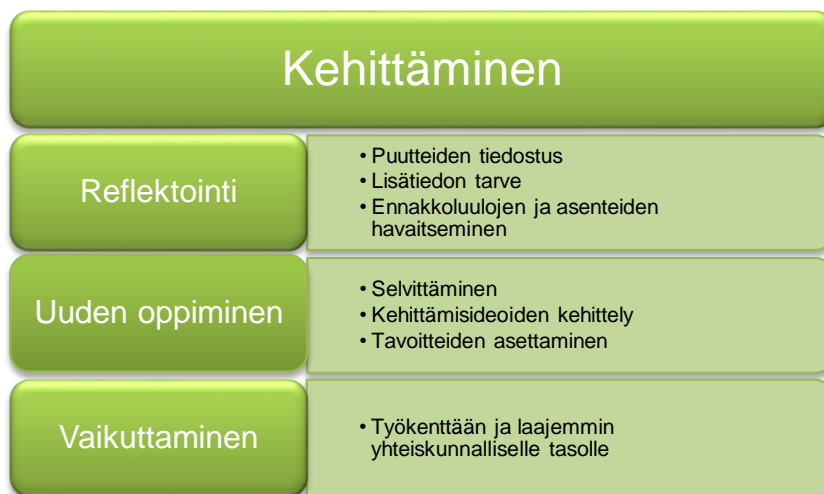 Kehittäminen
Reflektointi
• Puutteiden tiedostus
• Lisätiedon tarve
• Ennakkoluulojen ja asenteiden
havaitseminen
Uuden oppiminen
• Selvittäminen
• Kehittämisideoiden kehittely
• Tavoitteiden asettaminen
Vaikuttaminen
• Työkenttään ja laajemmin
yhteiskunnalliselle tasolle